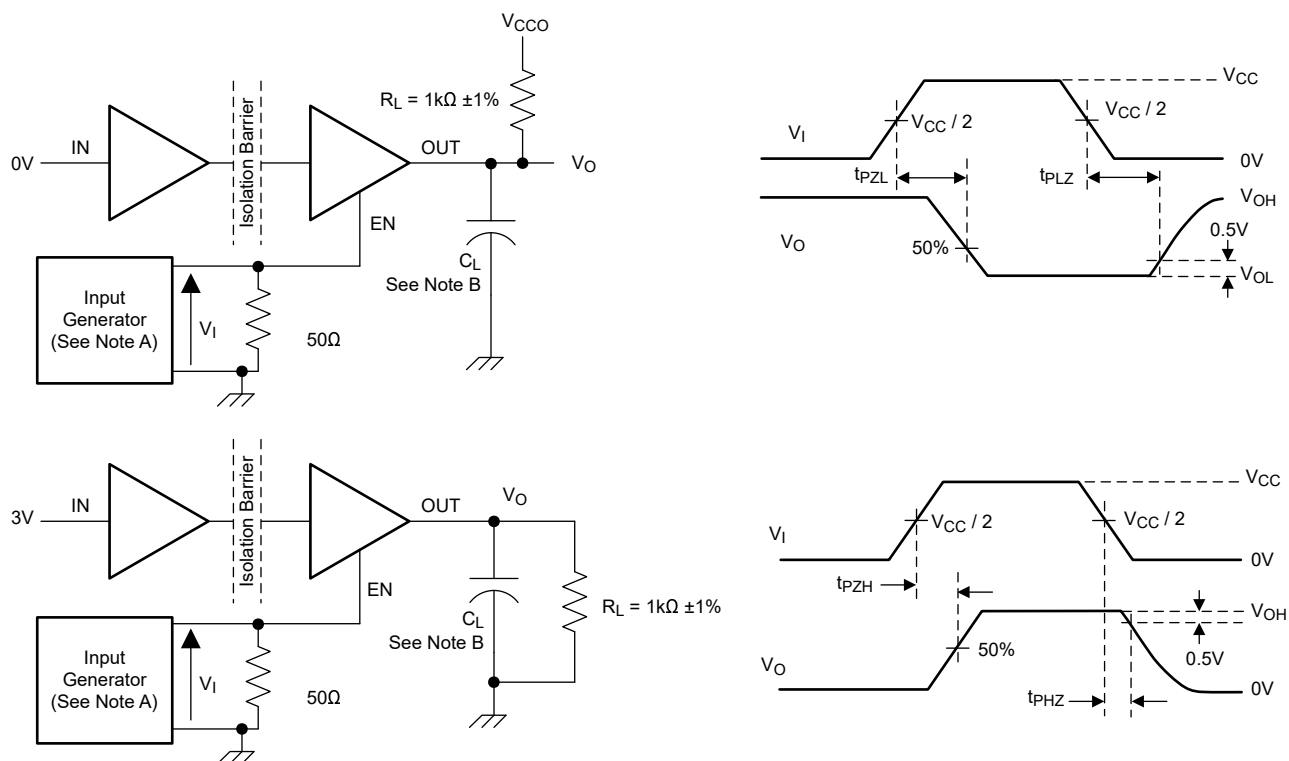 VCCO
RL = 1kΩ ±1%
0V
IN
Isolation Barrier
OUT
VO
EN
CL
See Note B
Input
Generator
(See Note A)
VI
50Ω
VCC
VI
VCC / 2
VCC / 2
0V
tPZL
tPLZ
VOH
0.5V
VO
50%
VOL
3V
IN
Isolation Barrier
OUT
VO
EN
CL
See Note B
RL = 1kΩ ±1%
Input
Generator
(See Note A)
VI
50Ω
VCC
VI
VCC / 2
VCC / 2
0V
tPZH
VOH
50%
0.5V
VO
tPHZ
0V